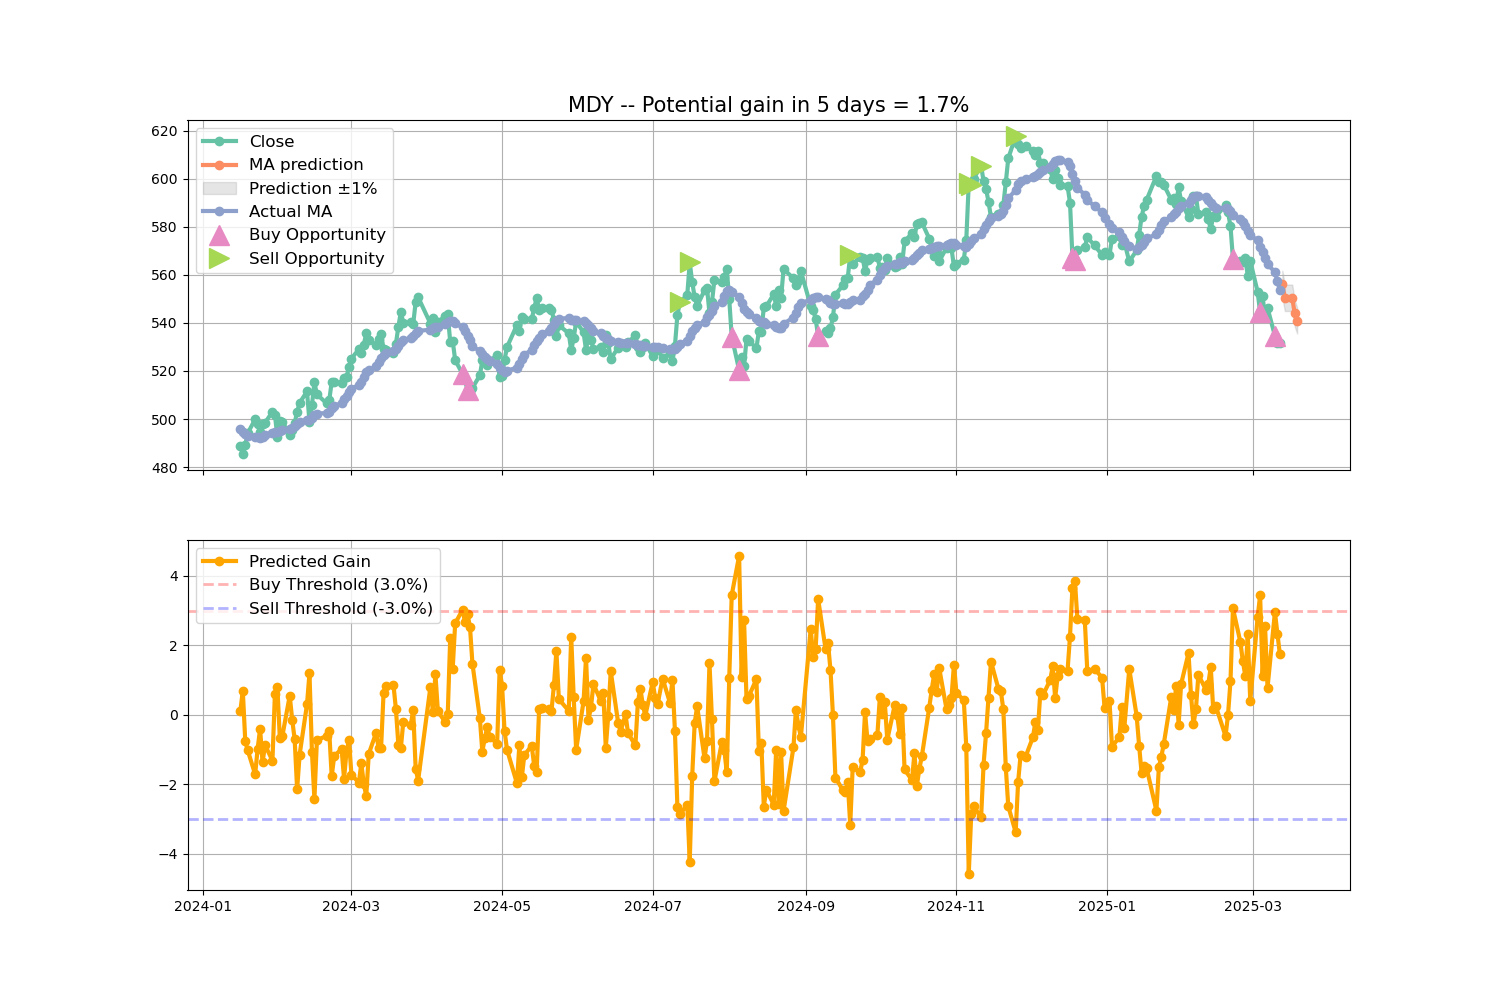 MDY -- Potential gain in 5 days = 1.7%
620
600
580
560
540
520
500
480
Close
MA prediction
Prediction ±1%
Actual MA
Buy Opportunity
Sell Opportunity
4
2
0
−2
−4
Predicted Gain
Buy Threshold (3.0%)
Sell Threshold (-3.0%)
2024-01 2024-03 2024-05 2024-07 2024-09 2024-11 2025-01 2025-03